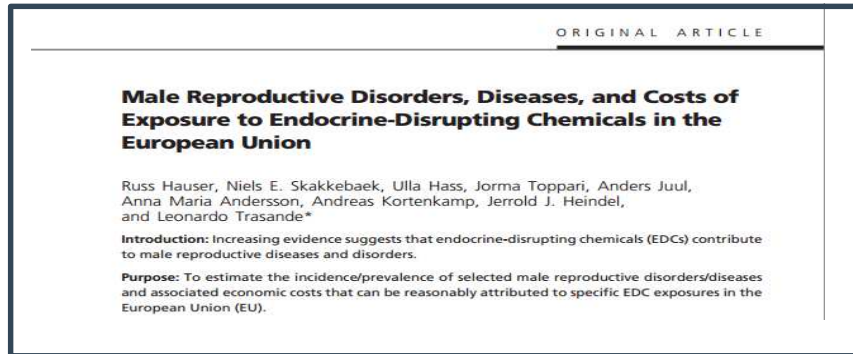 ORIGINAL ARTICLE
Male Reproductive Disorders, Diseases, and Costs of
Exposure to Endocrine-Disrupting Chemicals in the
European Union
Russ Hauser, Niels E. Skakkebaek, Ulla Hass, Jorma Toppari, Anders Juul,
Anna Maria Andersson, Andreas Kortenkamp, Jerrold J. Heindel,
and Leonardo Trasande*
Introduction: Increasing evidence suggests that endocrine-disrupting chemicals (EDCs) contribute
to male reproductive diseases and disorders.
Purpose: To estimate the incidence/prevalence of selected male reproductive disorders/diseases
and associated economic costs that can be reasonably attributed to specific EDC exposures in the
European Union (EU).